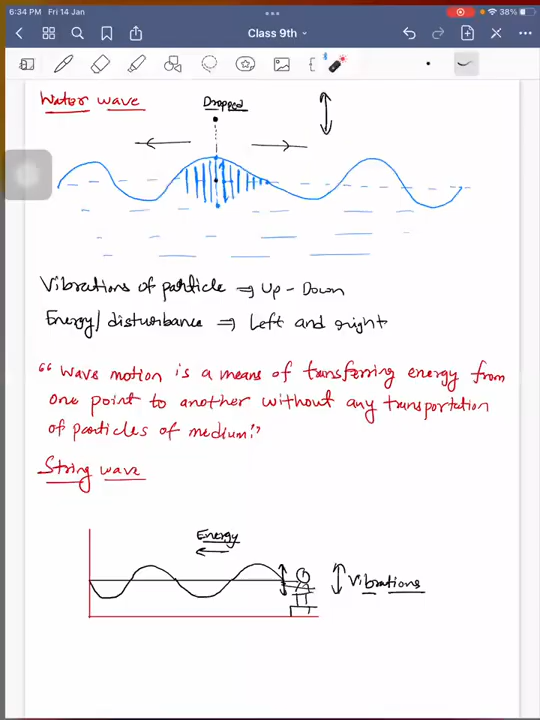 6:34 PM Fri 14 Jan
38%
Class 9th
Water wave
Dropped
Vibrations of particle ⇒ Up - Down
Energy/disturbance ⇒ Left and right
"Wave motion is a means of transferring energy from
one point to another without any transportation
of particles of medium."
String wave
Energy
Vibrations